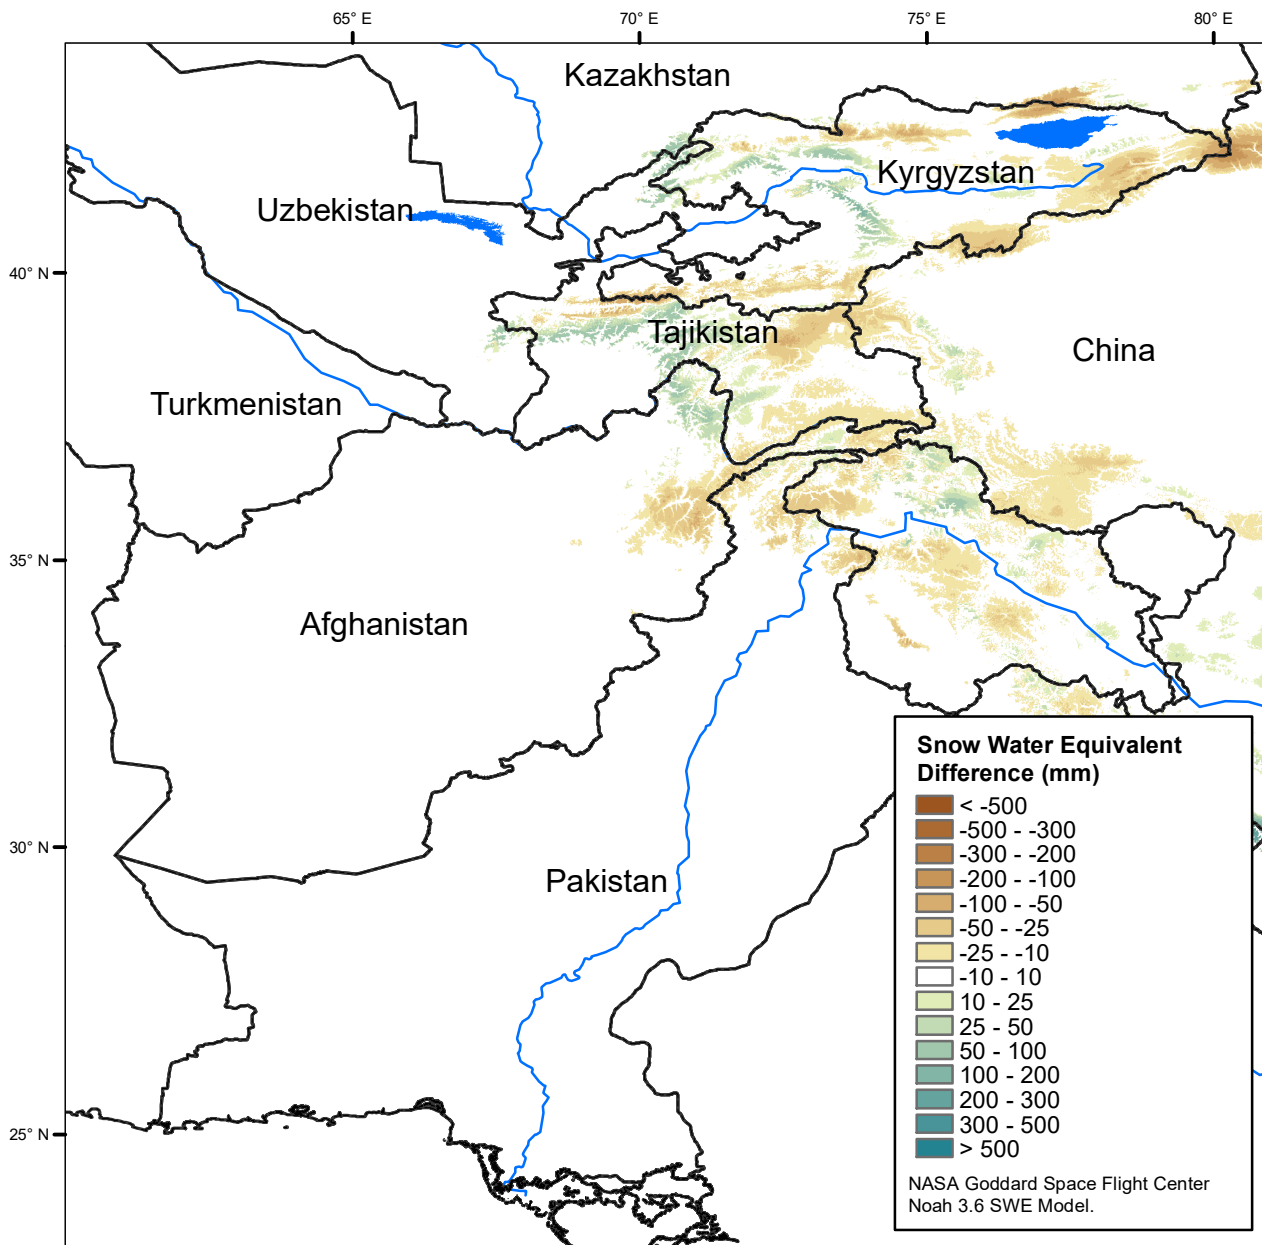 65° E
70° E
75° E
80° E
Kazakhstan
Kyrgyzstan
Uzbekistan
40° N
Tajikistan
China
Turkmenistan
35° N
Afghanistan
30° N
Pakistan
25° N
Snow Water Equivalent
Difference (mm)
< -500
-500 - -300
-300 - -200
-200 - -100
-100 - -50
-50 - -25
-25 - -10
-10 - 10
10 - 25
25 - 50
50 - 100
100 - 200
200 - 300
300 - 500
> 500
NASA Goddard Space Flight Center
Noah 3.6 SWE Model.